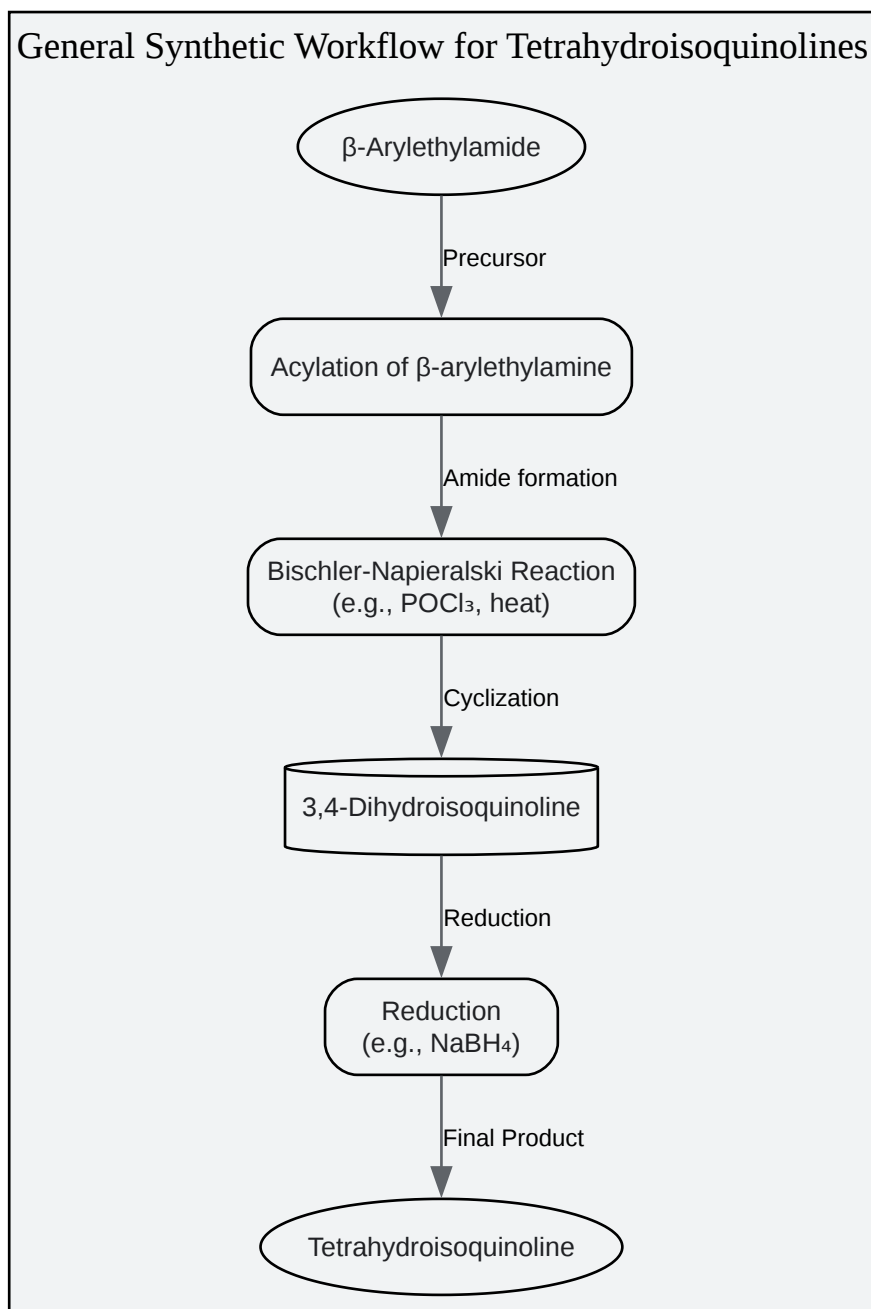 General Synthetic Workflow for Tetrahydroisoquinolines
β-Arylethylamide
Precursor
Acylation of β-arylethylamine
Amide formation
Bischler-Napieralski Reaction
(e.g., POCl₃, heat)
Cyclization
3,4-Dihydroisoquinoline
Reduction
Reduction
(e.g., NaBH₄)
Final Product
Tetrahydroisoquinoline